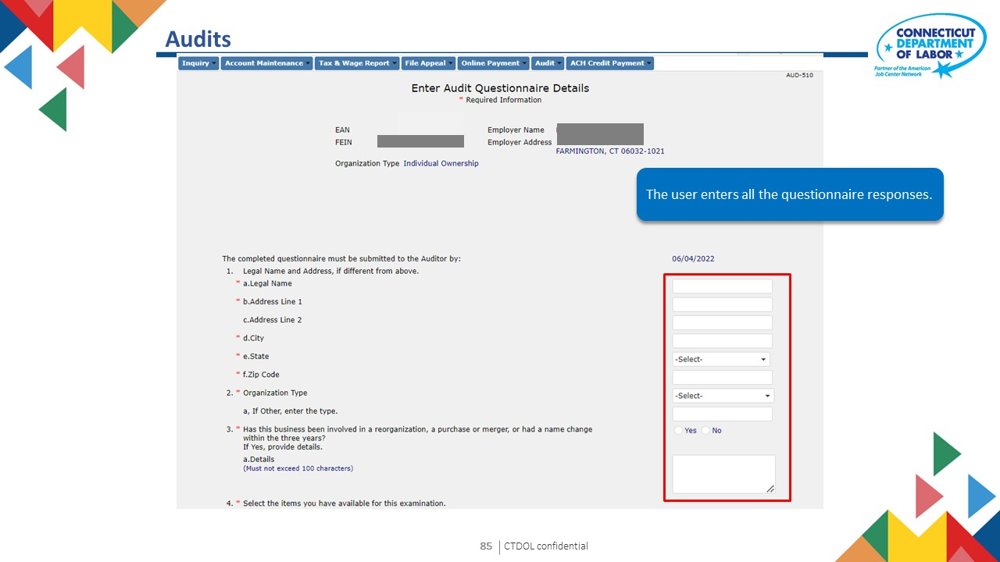 Audits
CONNECTICUT
DEPARTMENT
OF LABOR
Partner of the American
Job Center Network
Inquiry Account Maintenance Tax & Wage Report File Appeal Online Payment Audit ACH Credit Payment
AUD-510
Enter Audit Questionnaire Details
* Required Information
EAN Employer Name
FEIN Employer Address
FARMINGTON, CT 06032-1021
Organization Type Individual Ownership
The user enters all the questionnaire responses.
The completed questionnaire must be submitted to the Auditor by: 06/04/2022
1. Legal Name and Address, if different from above.
* a.Legal Name
* b.Address Line 1
c.Address Line 2
* d.City
* e.State -Select-
* f.Zip Code
2. * Organization Type -Select-
a, If Other, enter the type.
3. * Has this business been involved in a reorganization, a purchase or merger, or had a name change Yes No
within the three years?
If Yes, provide details.
a.Details
(Must not exceed 100 characters)
4. * Select the items you have available for this examination.
85 CTDOL confidential